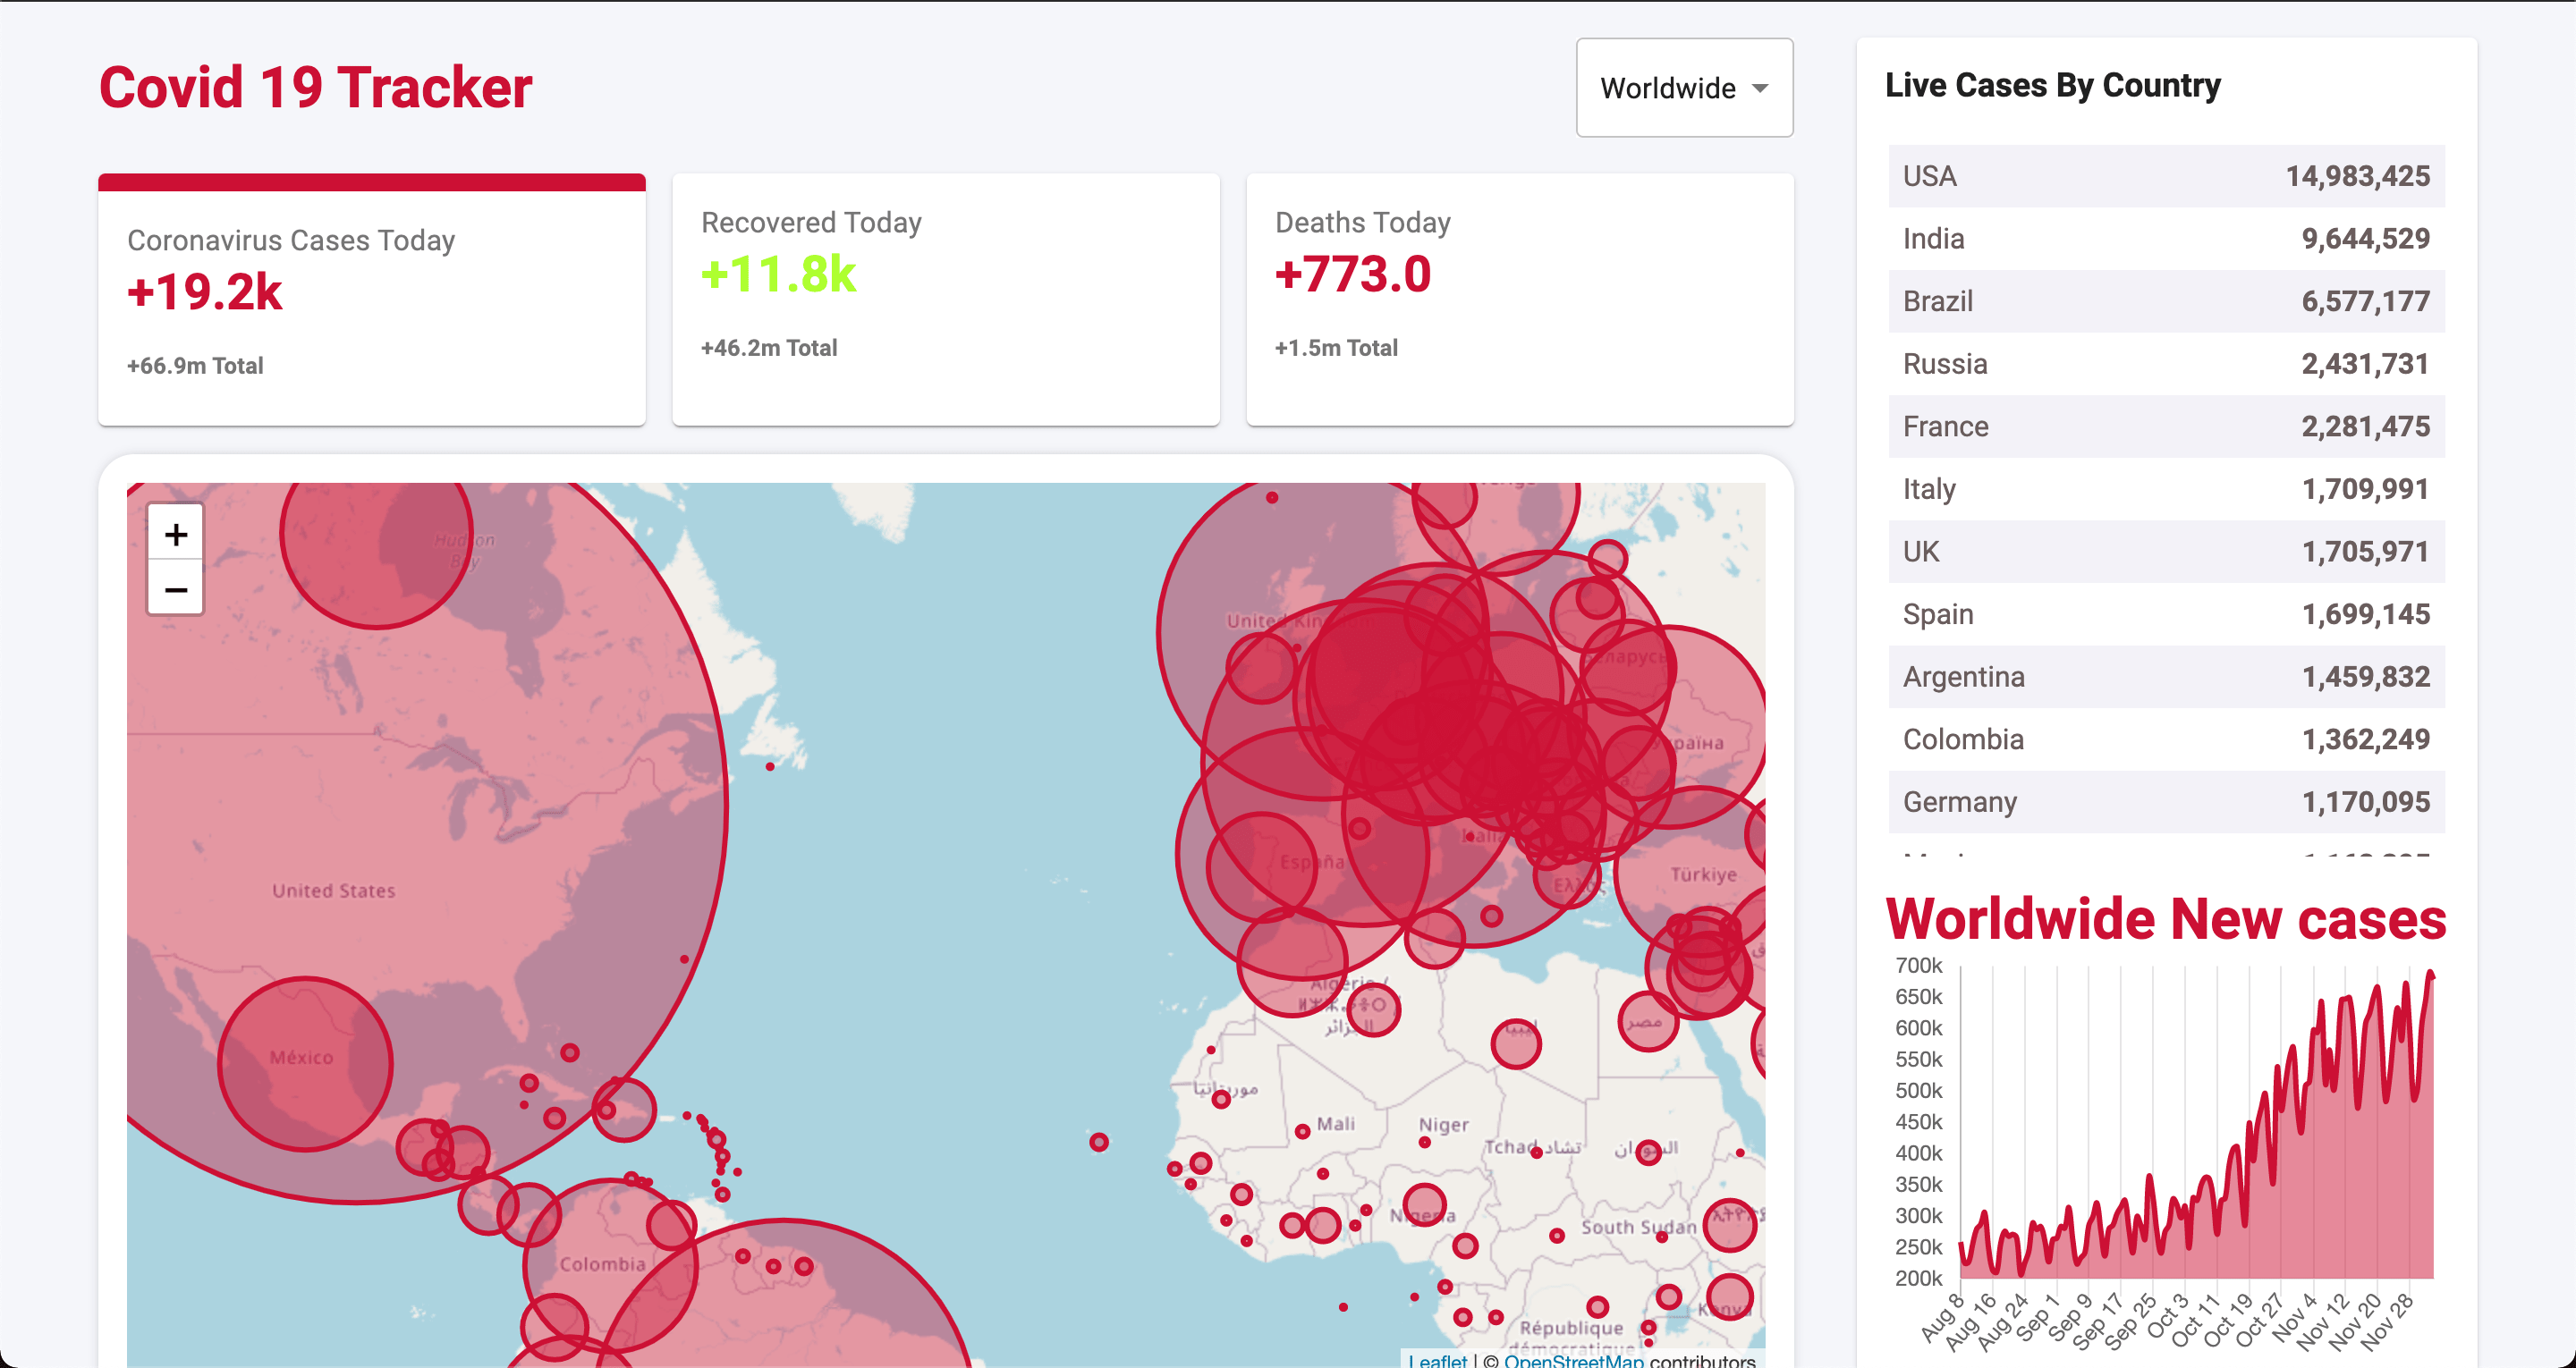 Covid 19 Tracker
Worldwide
Coronavirus Cases Today
+19.2k
+66.9m Total
Recovered Today
+11.8k
+46.2m Total
Deaths Today
+773.0
+1.5m Total
+
−
Hudson
Bay
United States
México
Colombia
United
España
Türkiye
Algérie /
الجزائر
ليبيا
مصر
موريتانيا
Mali
Niger
Tchad تشاد
السودان
Nigeria
South Sudan
Kenya
République
démocratique
Leaflet | © OpenStreetMap contributors
Live Cases By Country
USA 14,983,425
India 9,644,529
Brazil 6,577,177
Russia 2,431,731
France 2,281,475
Italy 1,709,991
UK 1,705,971
Spain 1,699,145
Argentina 1,459,832
Colombia 1,362,249
Germany 1,170,095
Worldwide New cases
700k
650k
600k
550k
500k
450k
400k
350k
300k
250k
200k
Aug 8
Aug 16
Aug 24
Sep 1
Sep 9
Sep 17
Sep 25
Oct 3
Oct 11
Oct 19
Oct 27
Nov 4
Nov 12
Nov 20
Nov 28